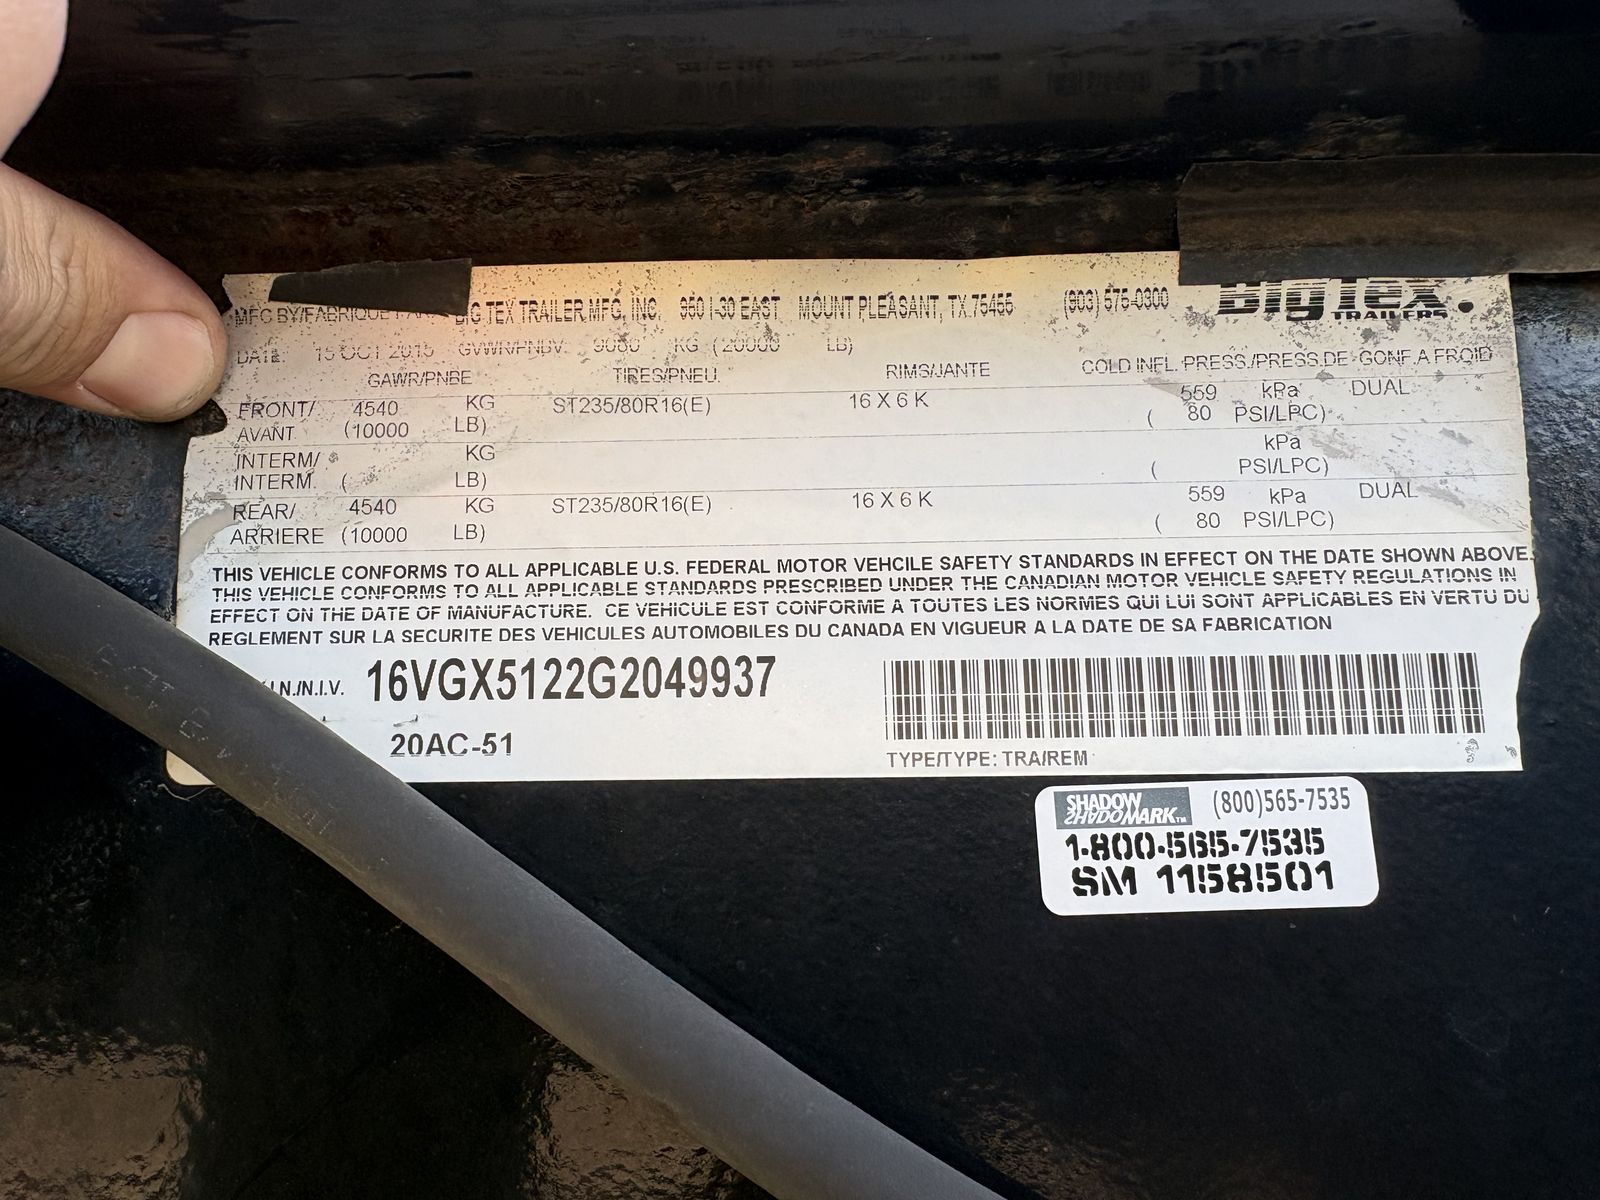 MFG BY/FABRIQUE PAR BIG TEX TRAILER MFG, INC. 950 I-30 EAST MOUNT PLEASANT, TX.75455 (903) 575-0300 BigTex. TRAILERS
DATE: 15 OCT 2015 GVWR/PNBV 9080 KG (20000 LB)
GAWR/PNBE TIRES/PNEU. RIMS/JANTE COLD INFL. PRESS./PRESS.DE GONF.A FROID
FRONT/ 4540 KG ST235/80R16(E) 16 X 6 K 559 kPa DUAL
AVANT (10000 LB) ( 80 PSI/LPC)
INTERM/ KG kPa
INTERM. ( LB) ( PSI/LPC)
REAR/ 4540 KG ST235/80R16(E) 16 X 6 K 559 kPa DUAL
ARRIERE (10000 LB) ( 80 PSI/LPC)
THIS VEHICLE CONFORMS TO ALL APPLICABLE U.S. FEDERAL MOTOR VEHCILE SAFETY STANDARDS IN EFFECT ON THE DATE SHOWN ABOVE.
THIS VEHICLE CONFORMS TO ALL APPLICABLE STANDARDS PRESCRIBED UNDER THE CANADIAN MOTOR VEHICLE SAFETY REGULATIONS IN
EFFECT ON THE DATE OF MANUFACTURE. CE VEHICULE EST CONFORME A TOUTES LES NORMES QUI LUI SONT APPLICABLES EN VERTU DU
REGLEMENT SUR LA SECURITE DES VEHICULES AUTOMOBILES DU CANADA EN VIGUEUR A LA DATE DE SA FABRICATION
V.I.N./N.I.V. 16VGX5122G2049937
20AC-51
TYPE/TYPE: TRA/REM
SHADOW SHADOWMARK™ (800)565-7535
1-800-565-7535
SM 1158501